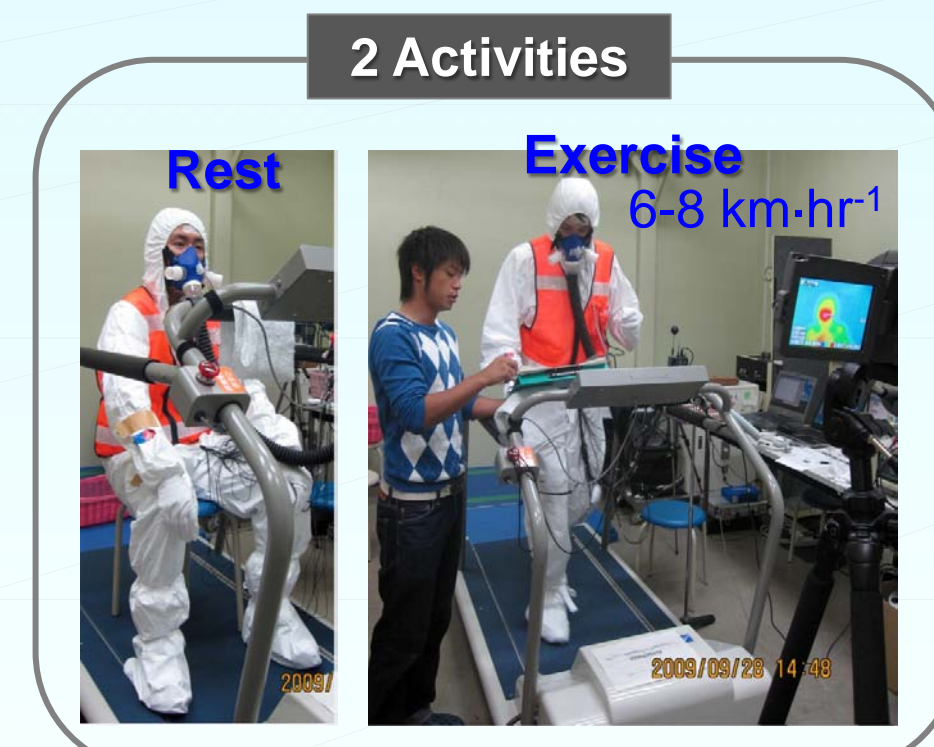 2 Activities
Rest
Exercise
6-8 km·hr⁻¹
2009/
2009/09/28 14:48